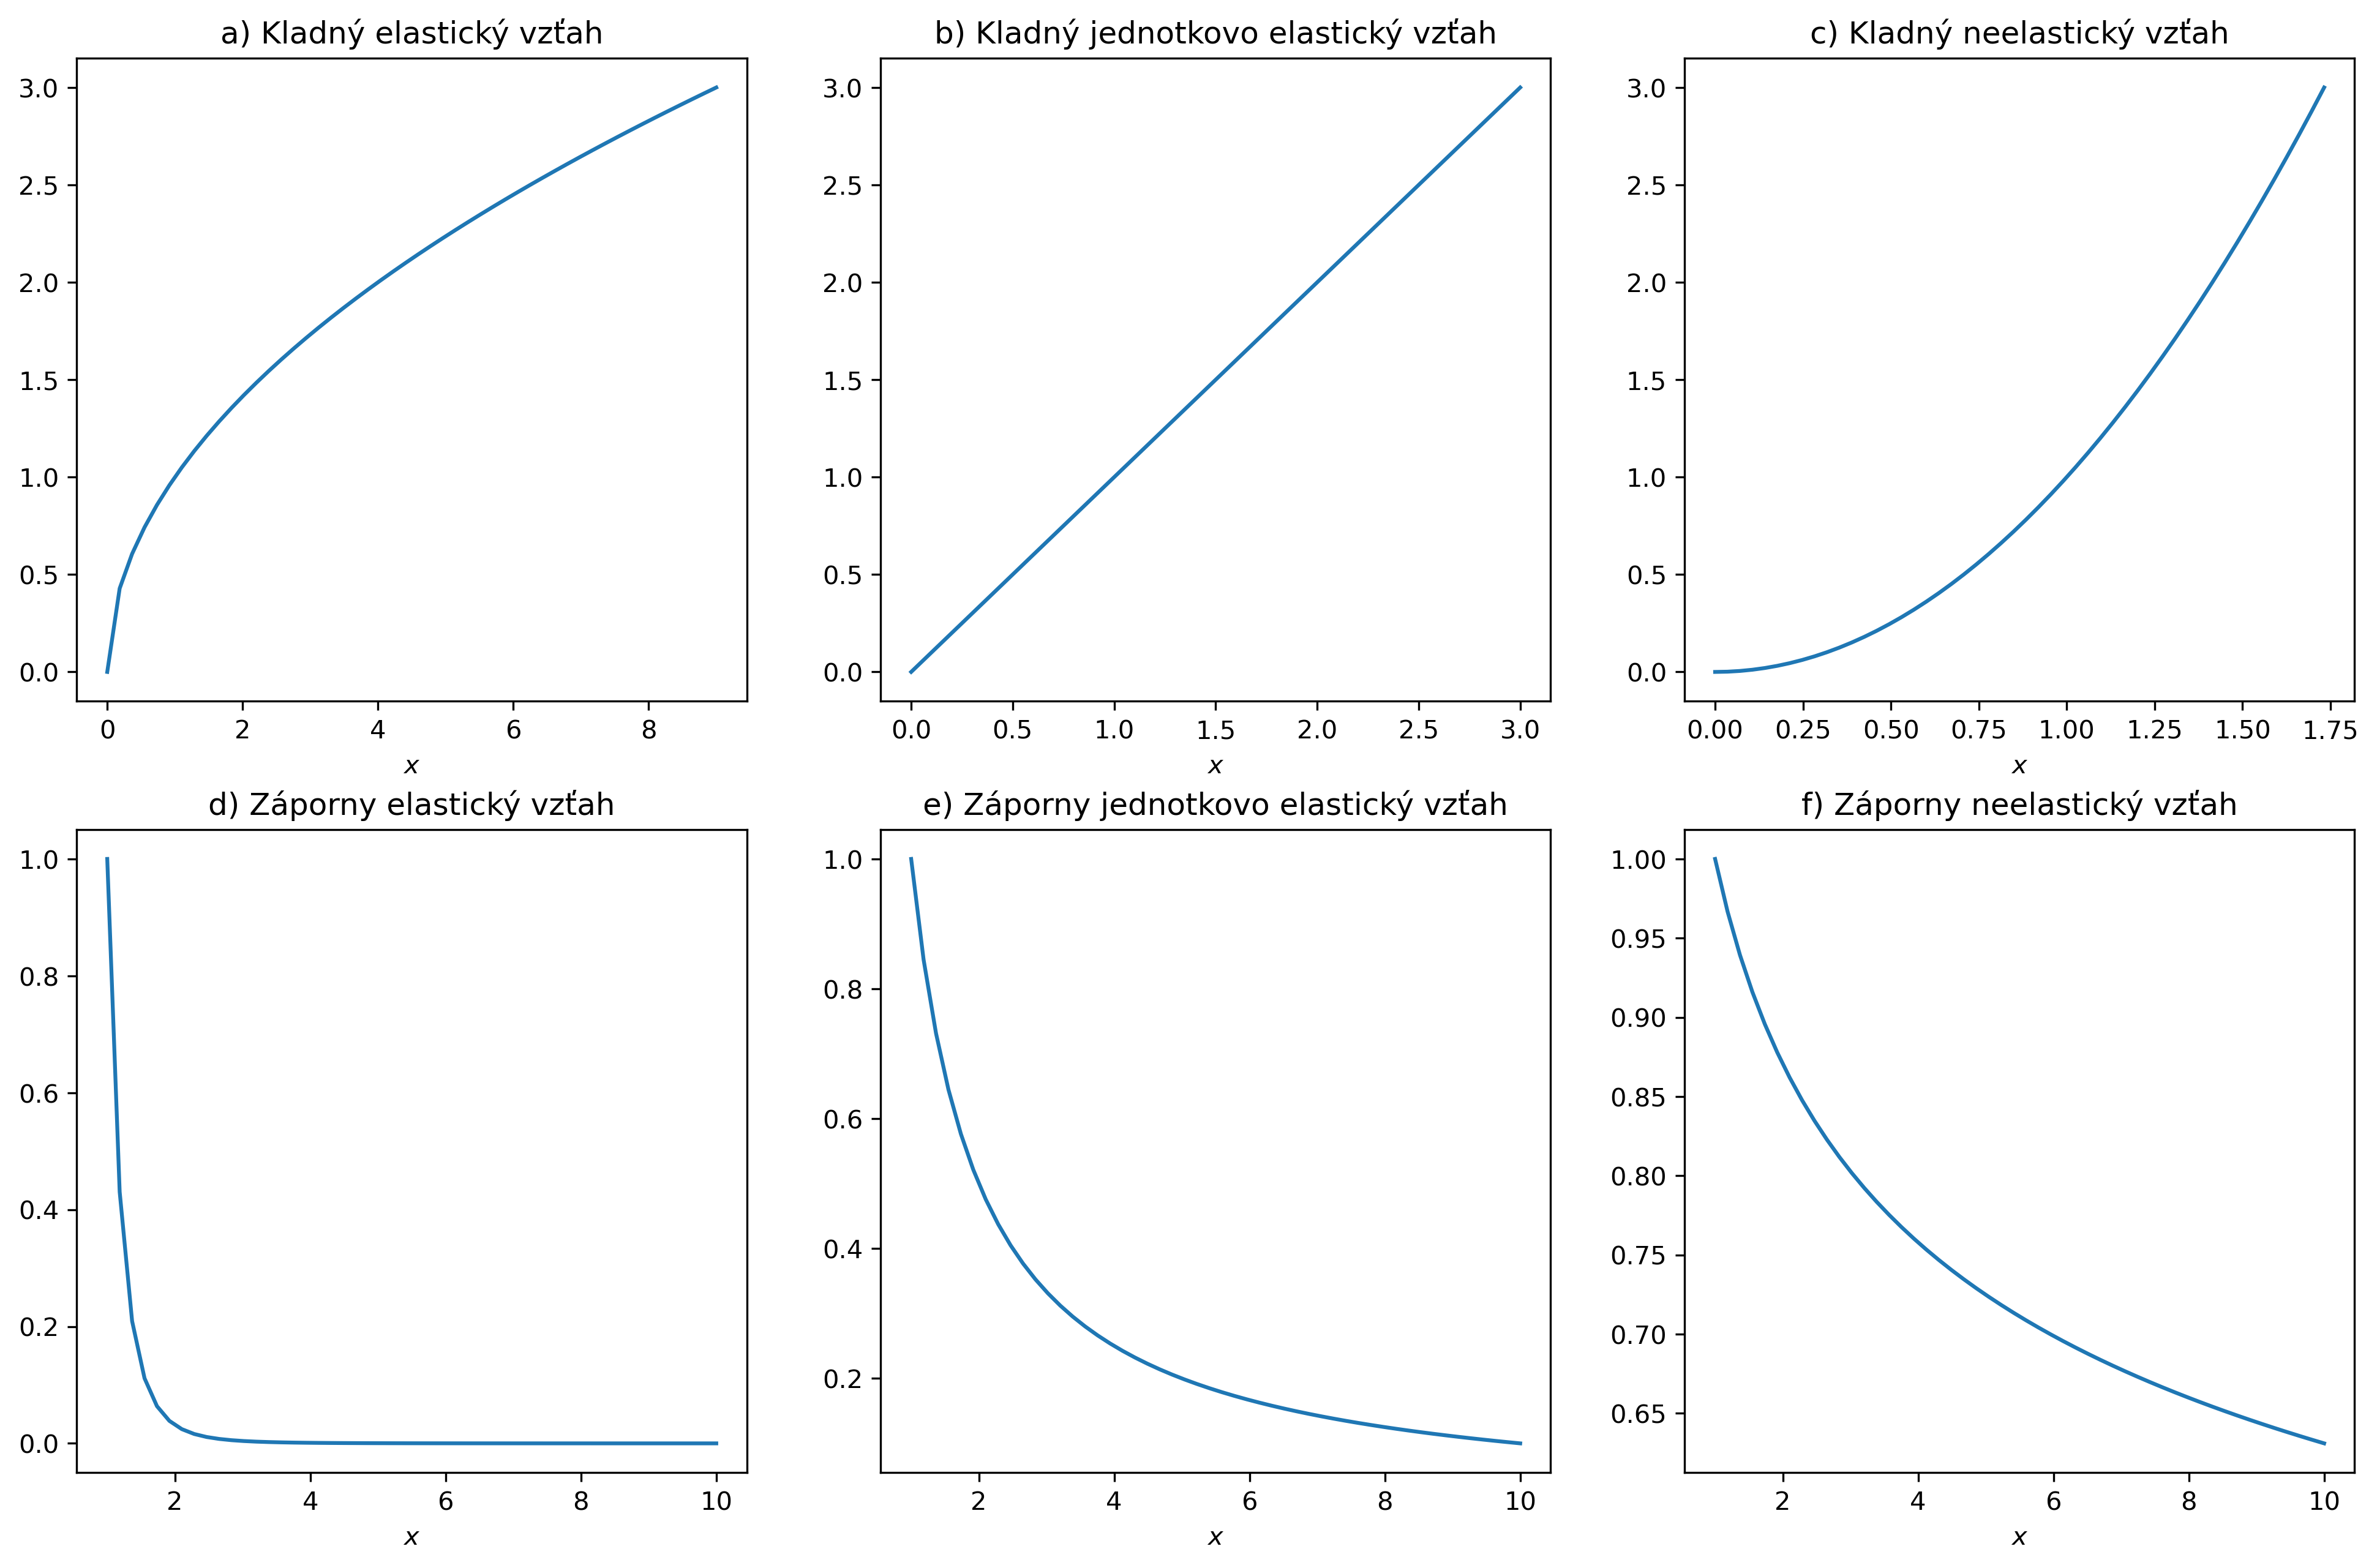 a) Kladný elastický vzťah
3.0
2.5
2.0
1.5
1.0
0.5
0.0
0 2 4 6 8
x
b) Kladný jednotkovo elastický vzťah
3.0
2.5
2.0
1.5
1.0
0.5
0.0
0.0 0.5 1.0 1.5 2.0 2.5 3.0
x
c) Kladný neelastický vzťah
3.0
2.5
2.0
1.5
1.0
0.5
0.0
0.00 0.25 0.50 0.75 1.00 1.25 1.50 1.75
x
d) Záporny elastický vzťah
1.0
0.8
0.6
0.4
0.2
0.0
2 4 6 8 10
x
e) Záporny jednotkovo elastický vzťah
1.0
0.8
0.6
0.4
0.2
2 4 6 8 10
x
f) Záporny neelastický vzťah
1.00
0.95
0.90
0.85
0.80
0.75
0.70
0.65
2 4 6 8 10
x